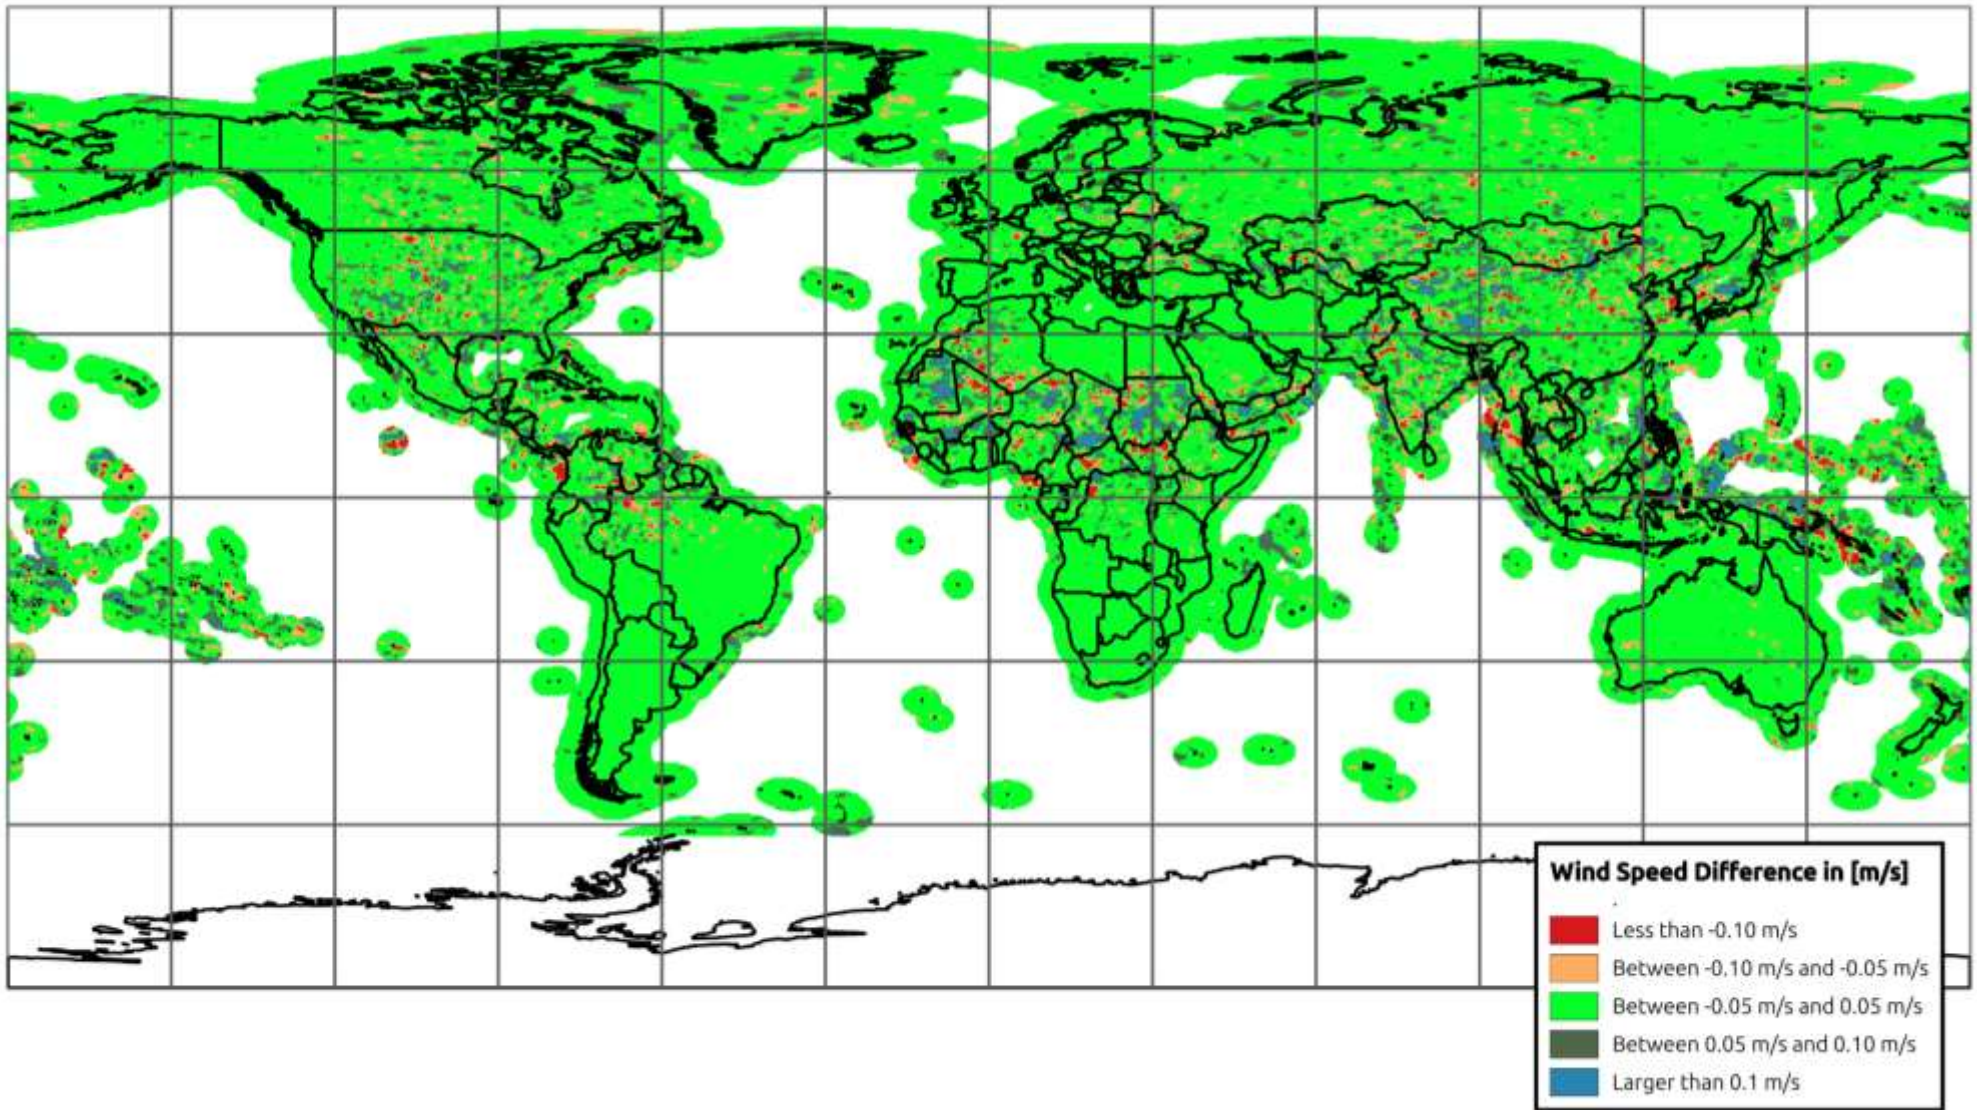 Wind Speed Difference in [m/s]
Less than -0.10 m/s
Between -0.10 m/s and -0.05 m/s
Between -0.05 m/s and 0.05 m/s
Between 0.05 m/s and 0.10 m/s
Larger than 0.1 m/s